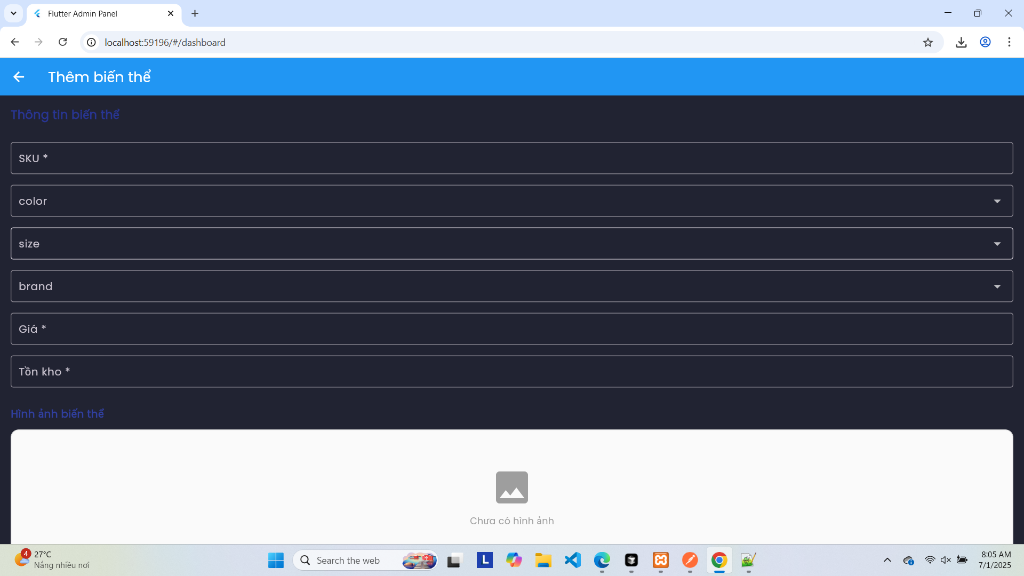 Flutter Admin Panel
localhost:59196/#/dashboard
Thêm biến thể
Thông tin biến thể
SKU *
color
size
brand
Giá *
Tồn kho *
Hình ảnh biến thể
Chưa có hình ảnh
4
27°C
Nắng nhiều nơi
Search the web
L
8:05 AM
7/1/2025